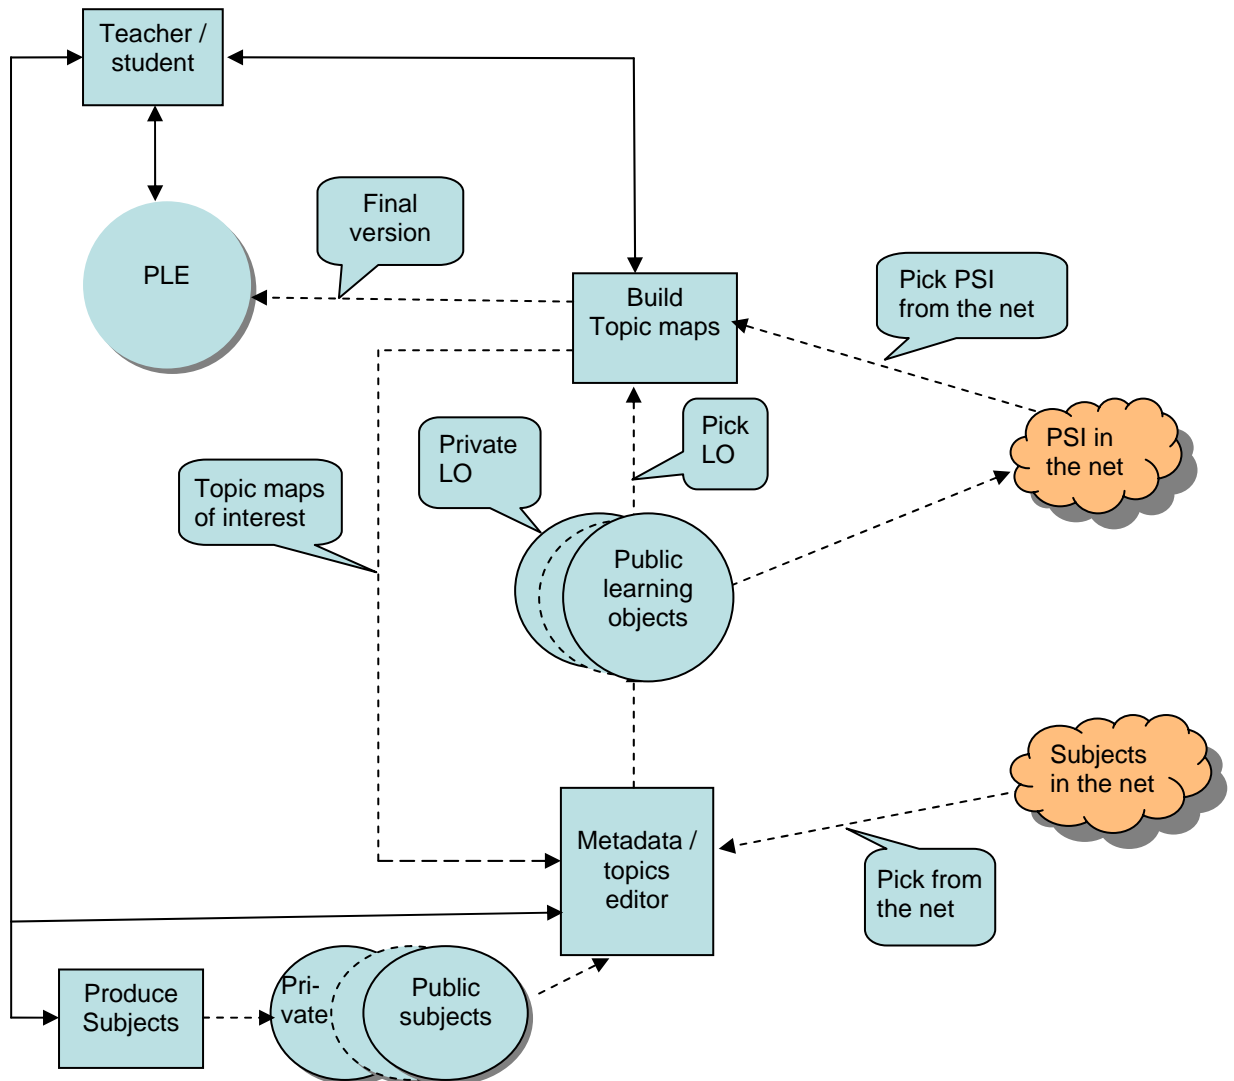 Teacher /
student
Final
version
PLE
Build
Topic maps
Pick PSI
from the net
Private
LO
Pick
LO
PSI in
the net
Topic maps
of interest
Public
learning
objects
Subjects
in the net
Metadata /
topics
editor
Pick from
the net
Produce
Subjects
Pri-
vate
Public
subjects